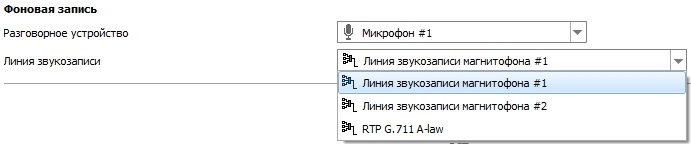 Фоновая запись
Разговорное устройство
Микрофон #1
Линия звукозаписи
Линия звукозаписи магнитофона #1
Линия звукозаписи магнитофона #1
Линия звукозаписи магнитофона #2
RTP G.711 A-law